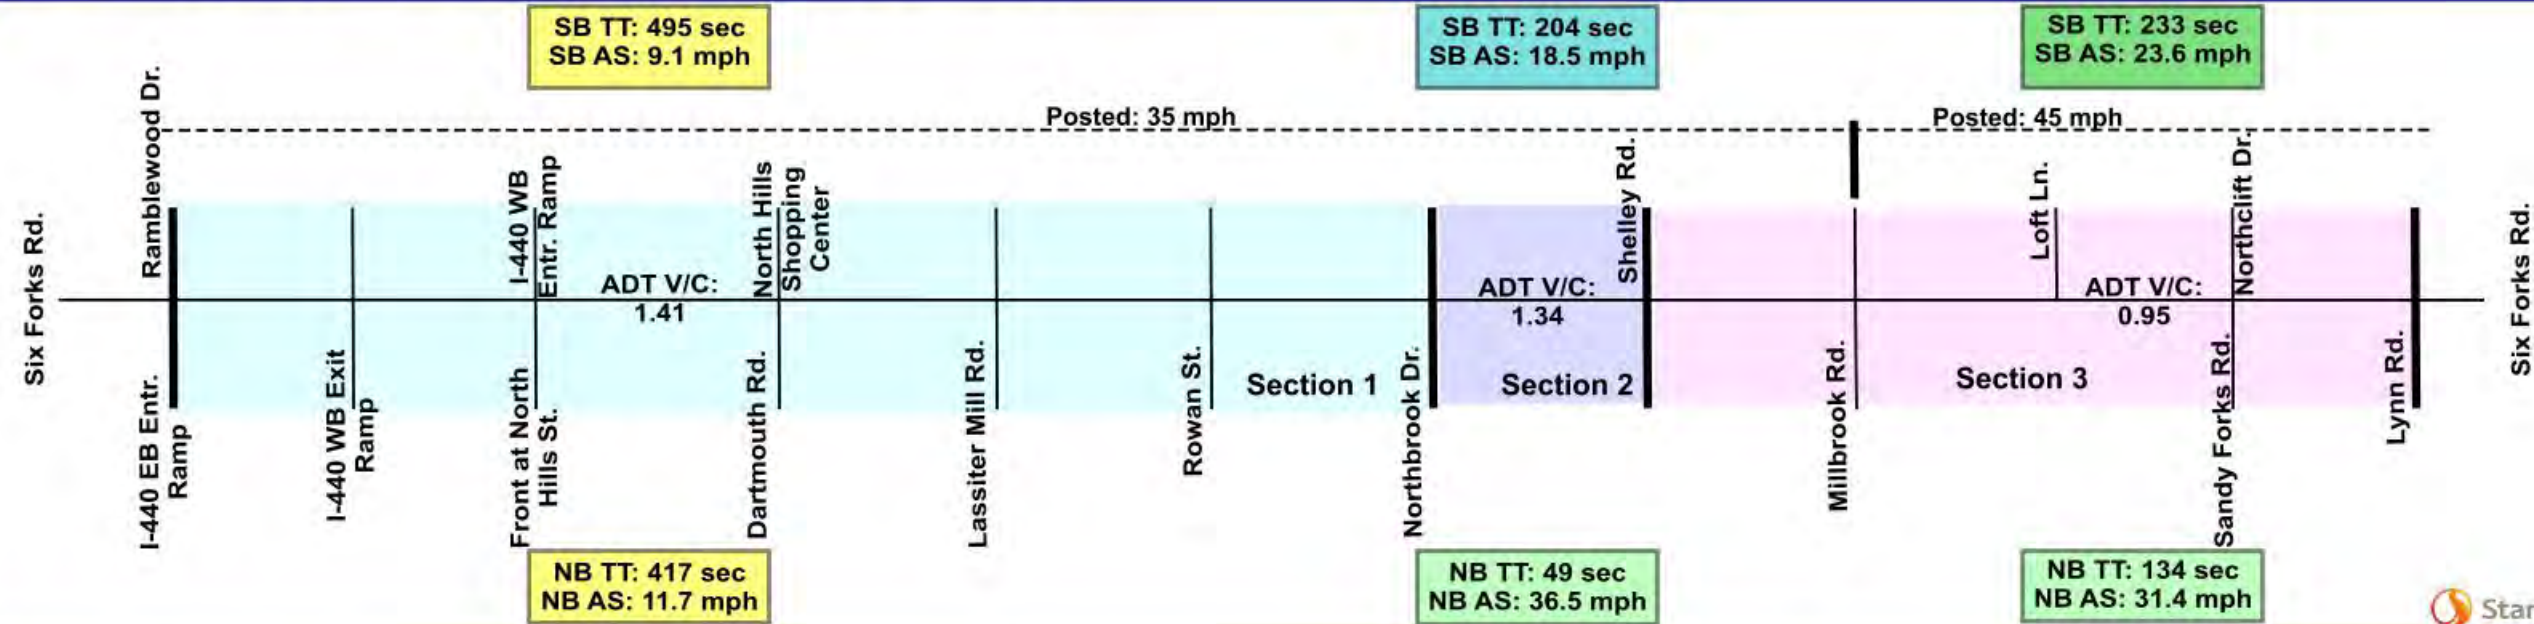 SB TT: 495 sec
SB AS: 9.1 mph
SB TT: 204 sec
SB AS: 18.5 mph
SB TT: 233 sec
SB AS: 23.6 mph
Posted: 35 mph
Posted: 45 mph
Six Forks Rd.
Ramblewood Dr.
I-440 WB
Entr. Ramp
North Hills
Shopping
Center
Shelley Rd.
Loft Ln.
Northclift Dr.
Six Forks Rd.
ADT V/C:
1.41
ADT V/C:
1.34
ADT V/C:
0.95
Section 1
Section 2
Section 3
I-440 EB Entr.
Ramp
I-440 WB Exit
Ramp
Front at North
Hills St.
Dartmouth Rd.
Lassiter Mill Rd.
Rowan St.
Northbrook Dr.
Millbrook Rd.
Sandy Forks Rd.
Lynn Rd.
NB TT: 417 sec
NB AS: 11.7 mph
NB TT: 49 sec
NB AS: 36.5 mph
NB TT: 134 sec
NB AS: 31.4 mph